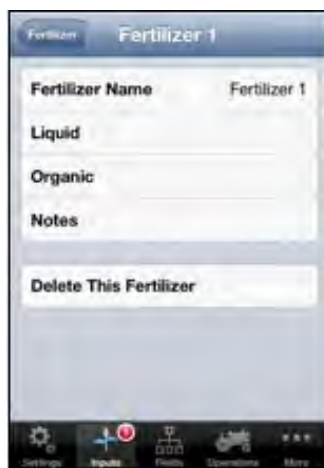 Fertilizer
Fertilizer 1
Fertilizer Name
Fertilizer 1
Liquid
Organic
Notes
Delete This Fertilizer
Settings
Inputs
Fields
Operations
More